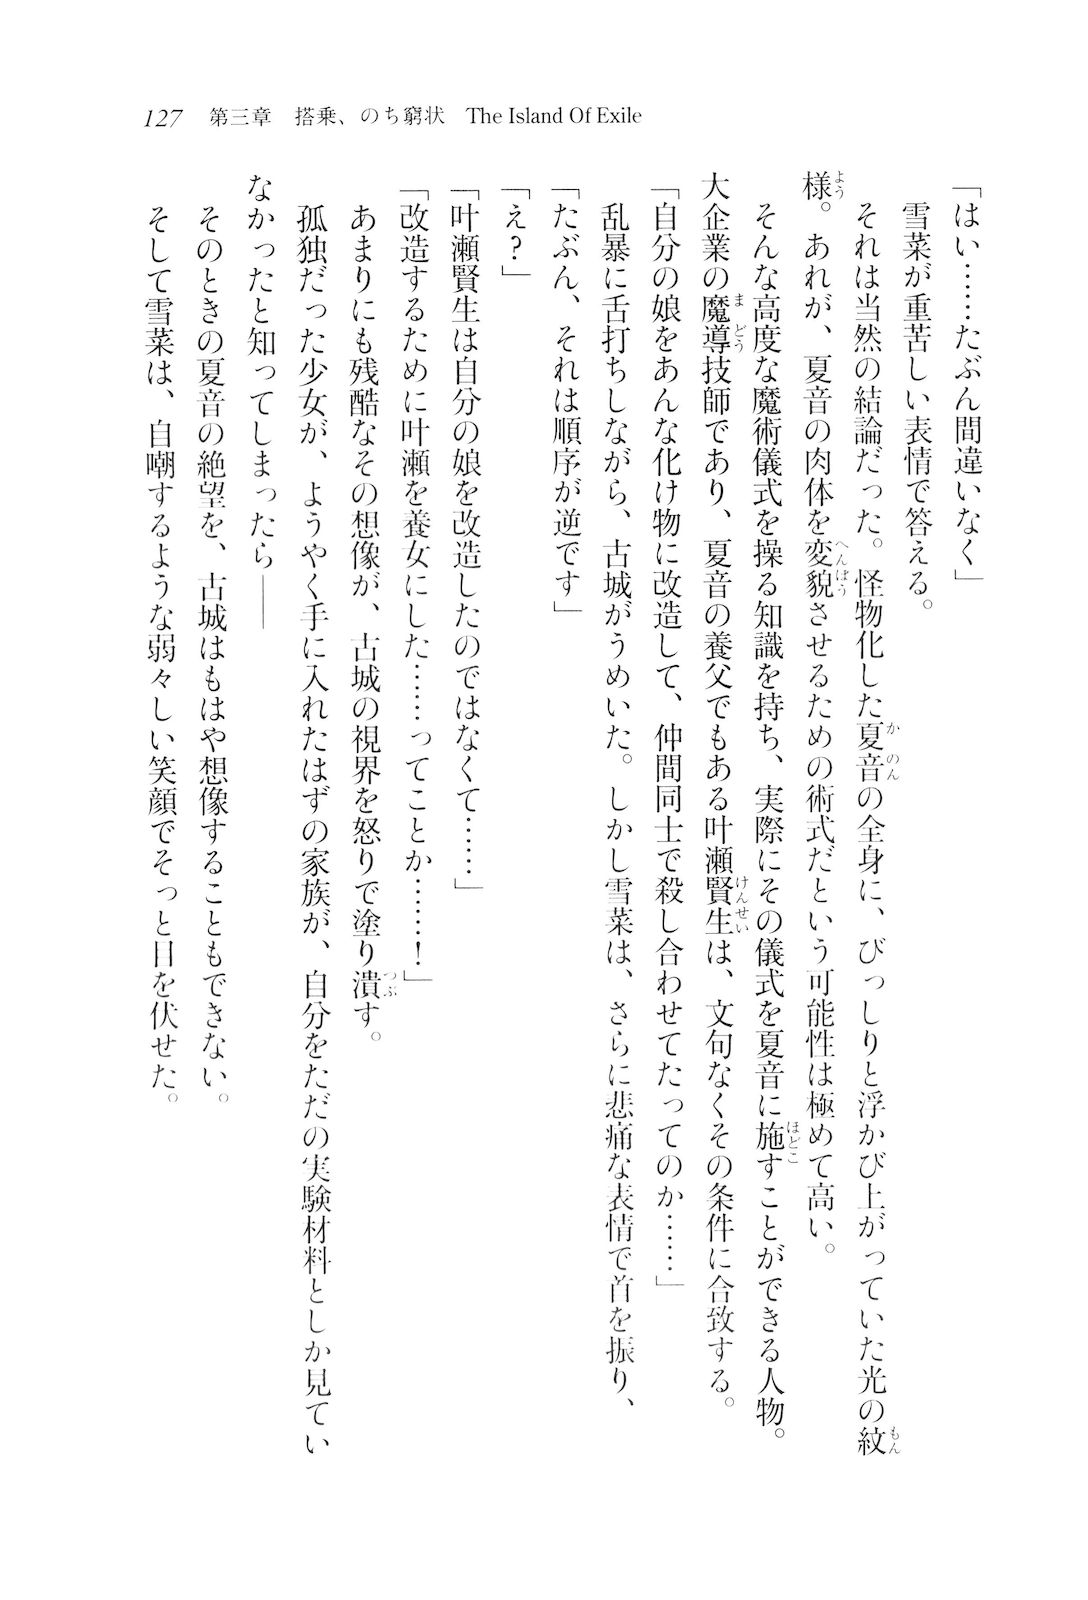 127 第三章 搭乗、のち窮状 The Island Of Exile
「はい……たぶん間違いなく」
雪菜が重苦しい表情で答える。
それは当然の結論だった。怪物化した夏音の全身に、びっしりと浮かび上がっていた光の紋
様。あれが、夏音の肉体を変貌させるための術式だという可能性は極めて高い。
そんな高度な魔術儀式を操る知識を持ち、実際にその儀式を夏音に施すことができる人物。
大企業の魔導技師であり、夏音の養父でもある叶瀬賢生は、文句なくその条件に合致する。
「自分の娘をあんな化け物に改造して、仲間同士で殺し合わせてたってのか……」
乱暴に舌打ちしながら、古城がうめいた。しかし雪菜は、さらに悲痛な表情で首を振り、
「たぶん、それは順序が逆です」
「え？」
「叶瀬賢生は自分の娘を改造したのではなくて……」
「改造するために叶瀬を養女にした……ってことか……！」
あまりにも残酷なその想像が、古城の視界を怒りで塗り潰す。
孤独だった少女が、ようやく手に入れたはずの家族が、自分をただの実験材料としか見てい
なかったと知ってしまったら――
そのときの夏音の絶望を、古城はもはや想像することもできない。
そして雪菜は、自嘲するような弱々しい笑顔でそっと目を伏せた。